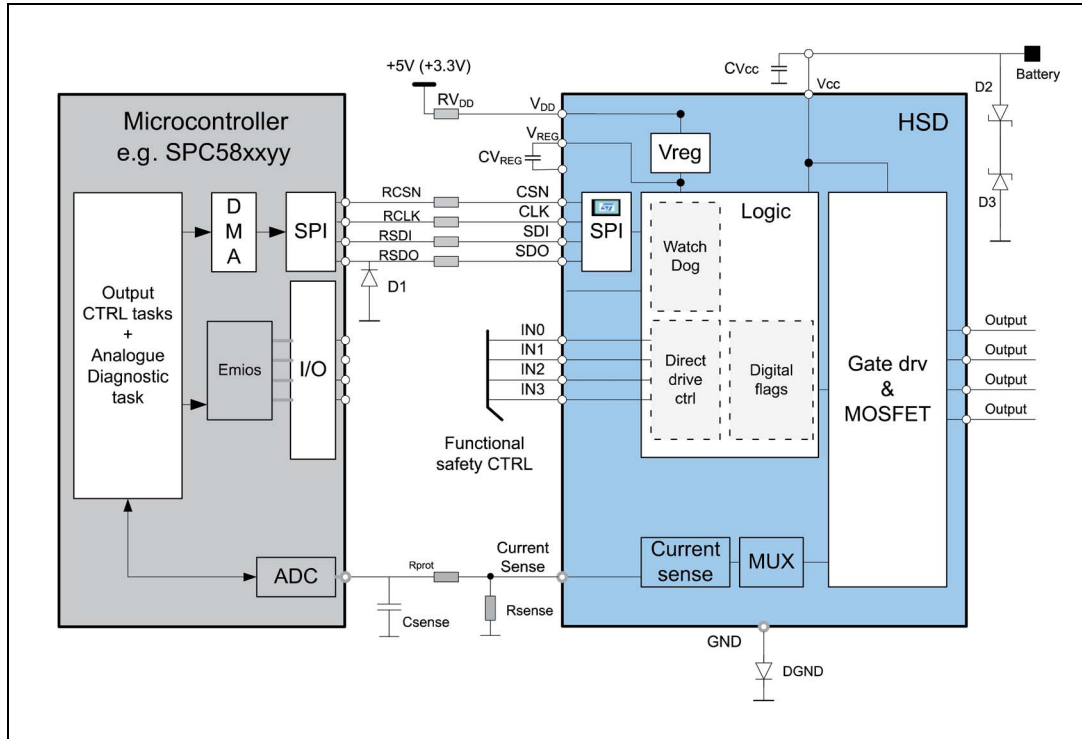 +5V (+3.3V)
RVDD
VDD
VREG
CVREG
CVcc
Vcc
Battery
D2
D3
Microcontroller
e.g. SPC58xxyy
HSD
Vreg
D
M
A
SPI
RCSN
RCLK
RSDI
RSDO
CSN
CLK
SDI
SDO
D1
SPI
Logic
Watch
Dog
Output
CTRL tasks
+
Analogue
Diagnostic
task
Emios
I/O
IN0
IN1
IN2
IN3
Functional
safety CTRL
Direct
drive
ctrl
Digital
flags
Gate drv
&
MOSFET
Output
Output
Output
Output
ADC
Rprot
Csense
Rsense
Current
Sense
Current
sense
MUX
GND
DGND